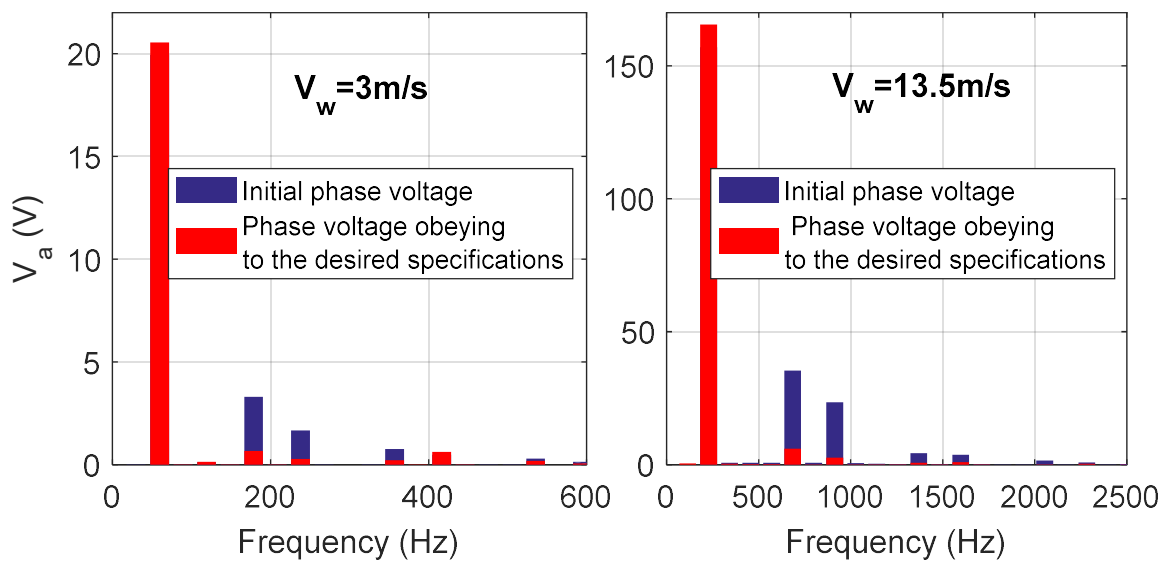 V_a (V)
20
15
10
5
0
V_w=3m/s
Initial phase voltage
Phase voltage obeying
to the desired specifications
0 200 400 600
Frequency (Hz)
150
100
50
0
V_w=13.5m/s
Initial phase voltage
Phase voltage obeying
to the desired specifications
0 500 1000 1500 2000 2500
Frequency (Hz)